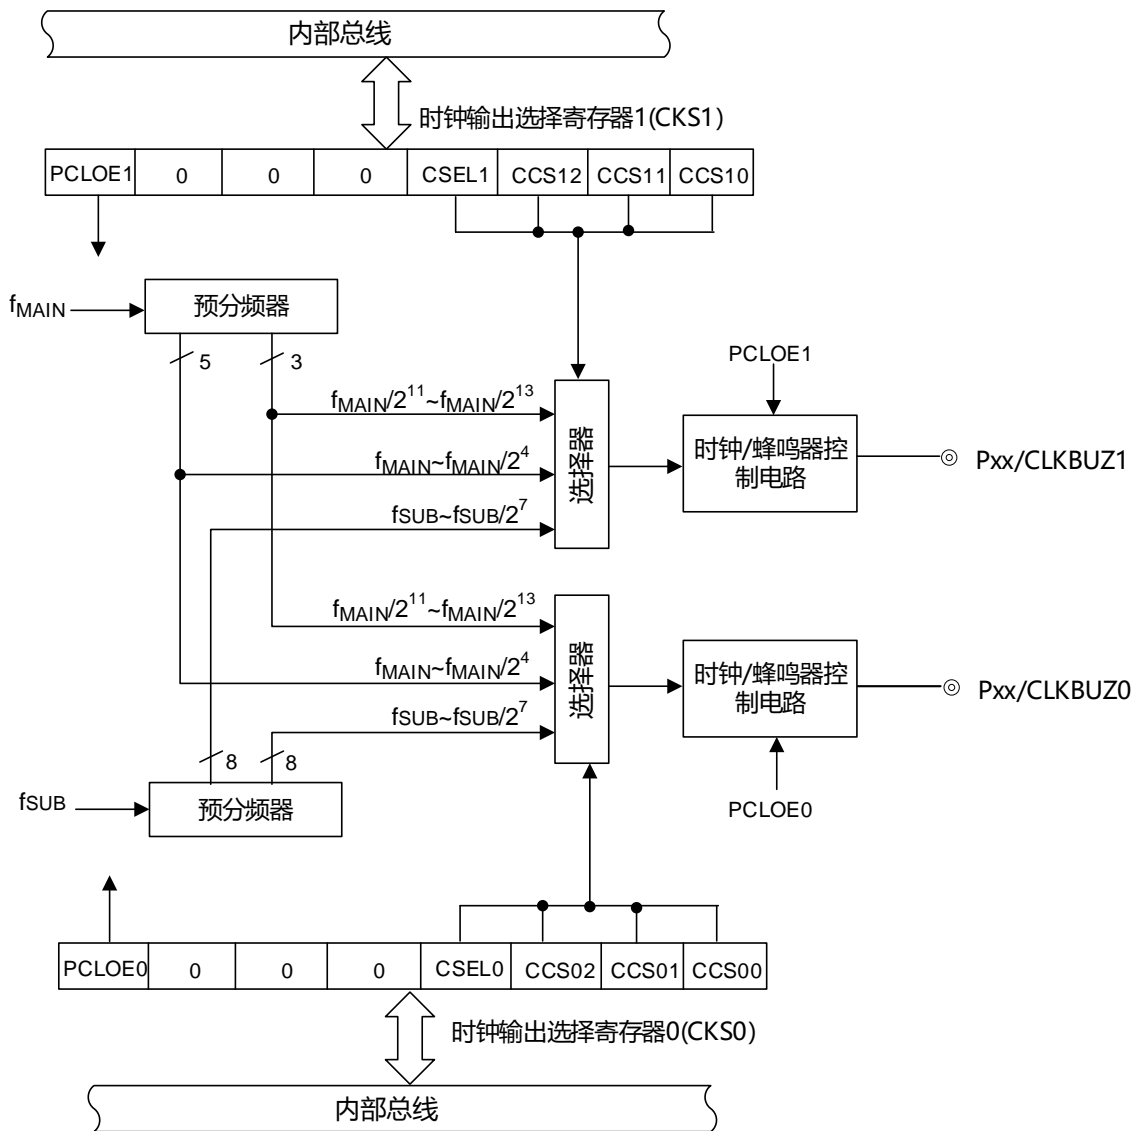 内部总线
时钟输出选择寄存器1(CKS1)
PCLOE1 0 0 0 CSEL1 CCS12 CCS11 CCS10
fMAIN
预分频器
5 3
PCLOE1
fMAIN/2^11~fMAIN/2^13
fMAIN~fMAIN/2^4
fSUB~fSUB/2^7
选择器
时钟/蜂鸣器控
制电路
Pxx/CLKBUZ1
fMAIN/2^11~fMAIN/2^13
fMAIN~fMAIN/2^4
fSUB~fSUB/2^7
选择器
时钟/蜂鸣器控
制电路
Pxx/CLKBUZ0
8 8
fSUB
预分频器
PCLOE0
PCLOE0 0 0 0 CSEL0 CCS02 CCS01 CCS00
时钟输出选择寄存器0(CKS0)
内部总线